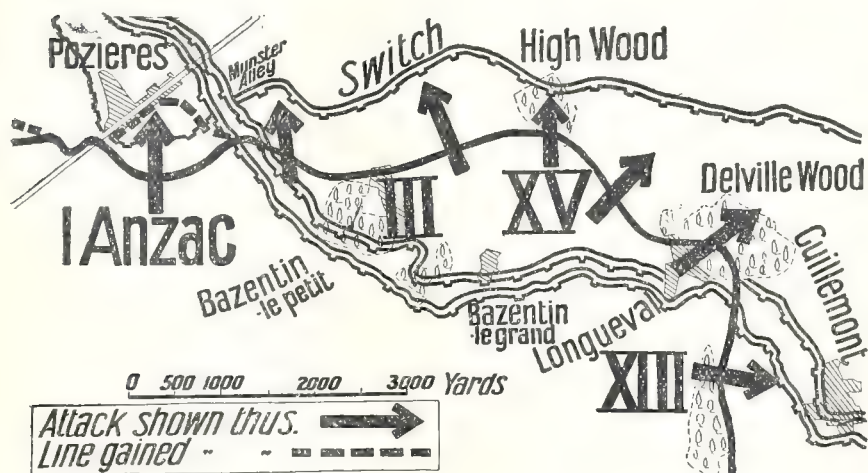 Pozieres
Munster
Alley
Switch
High Wood
Delville Wood
I Anzac
III
XV
Guillemont
Bazentin
-le petit
Bazentin
-le grand
Longueval
XIII
0 500 1000 2000 3000 Yards
Attack shown thus.
Line gained " "